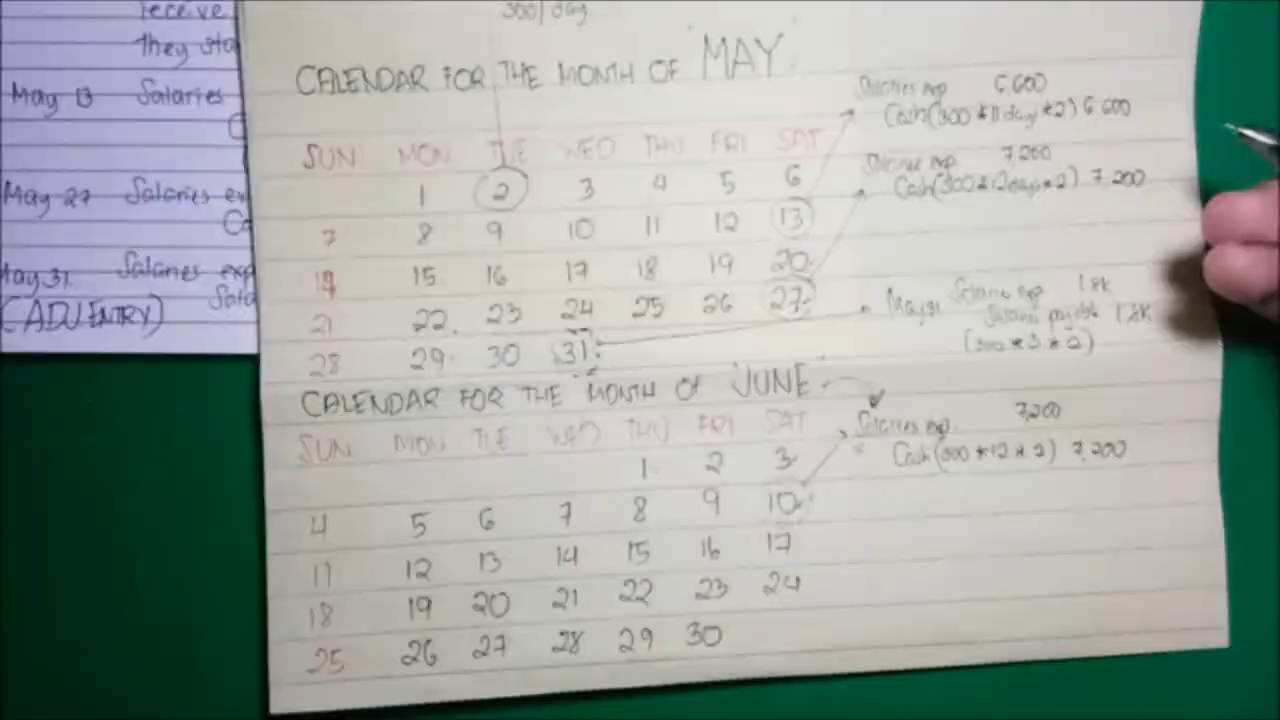 receive
they sta
May 13 Salaries
May 27 Salaries ex
May 31 Salaries exp
(ADJ ENTRY) Sala
300/day
CALENDAR FOR THE MONTH OF MAY
SUN MON TUE WED THU FRI SAT
1 2 3 4 5 6
7 8 9 10 11 12 13
14 15 16 17 18 19 20
21 22 23 24 25 26 27
28 29 30 31
Salaries exp 6,600
Cash (300 * 11 days * 2) 6,600
Salaries exp 7,200
Cash (300 * 12 days * 2) 7,200
May 31 Salaries exp 1.8K
Salaries payable 1.8K
(300 * 3 * 2)
CALENDAR FOR THE MONTH OF JUNE
SUN MON TUE WED THU FRI SAT
1 2 3
4 5 6 7 8 9 10
11 12 13 14 15 16 17
18 19 20 21 22 23 24
25 26 27 28 29 30
Salaries exp. 7,200
Cash (300 * 12 * 2) 7,200